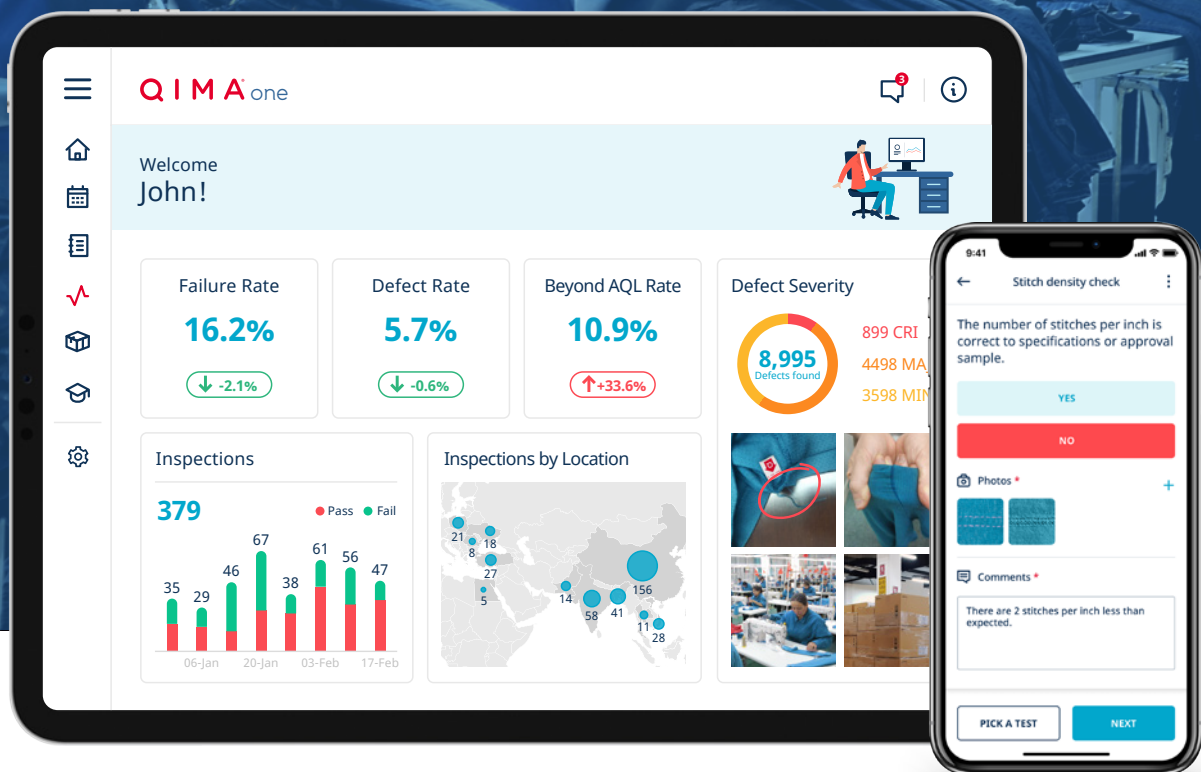 QIMA one
3
Welcome
John!
Failure Rate
16.2%
-2.1%
Defect Rate
5.7%
-0.6%
Beyond AQL Rate
10.9%
+33.6%
Defect Severity
8,995
Defects found
899 CRI
4498 MA
3598 MIN
Inspections
379
Pass
Fail
35
29
46
67
38
61
56
47
06-Jan
20-Jan
03-Feb
17-Feb
Inspections by Location
21
18
8
27
5
14
58
41
156
11
28
9:41
Stitch density check
The number of stitches per inch is
correct to specifications or approval
sample.
YES
NO
Photos *
Comments *
There are 2 stitches per inch less than
expected.
PICK A TEST
NEXT